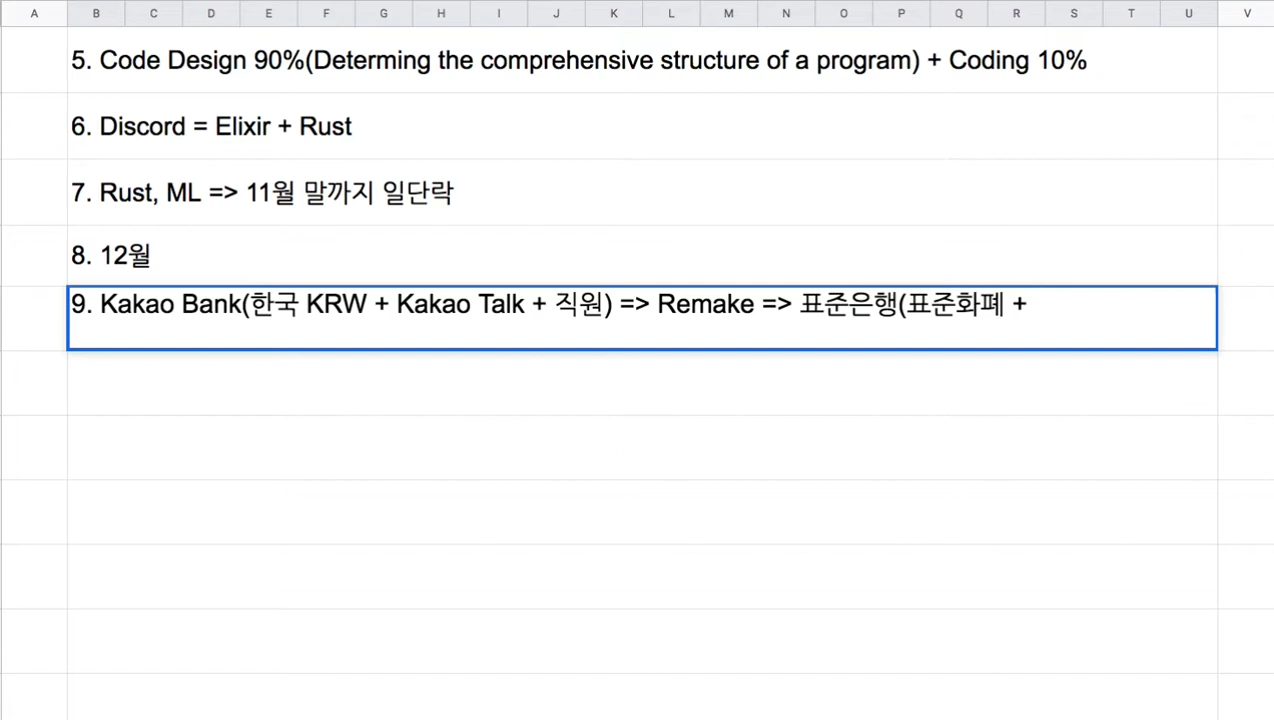 A B C D E F G H I J K L M N O P Q R S T U V
5. Code Design 90%(Determing the comprehensive structure of a program) + Coding 10%
6. Discord = Elixir + Rust
7. Rust, ML => 11월 말까지 일단락
8. 12월
9. Kakao Bank(한국 KRW + Kakao Talk + 직원) => Remake => 표준은행(표준화폐 +